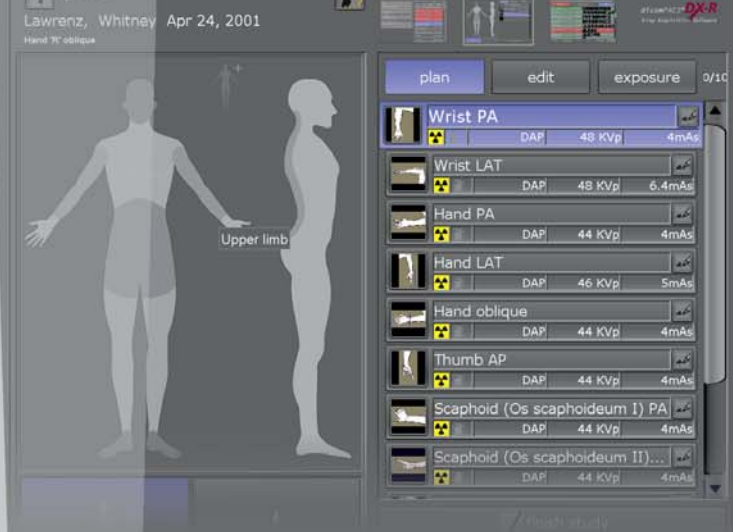 Lawrenz, Whitney Apr 24, 2001
Hand 'R' oblique
dicomPACS DX-R
plan edit exposure 0/10
Upper limb
Wrist PA
DAP 48 KVp 4mAs
Wrist LAT
DAP 48 KVp 6.4mAs
Hand PA
DAP 44 KVp 4mAs
Hand LAT
DAP 46 KVp 5mAs
Hand oblique
DAP 44 KVp 4mAs
Thumb AP
DAP 44 KVp 4mAs
Scaphoid (Os scaphoideum I) PA
DAP 44 KVp 4mAs
Scaphoid (Os scaphoideum II)...
DAP 44 KVp 4mAs
finish study